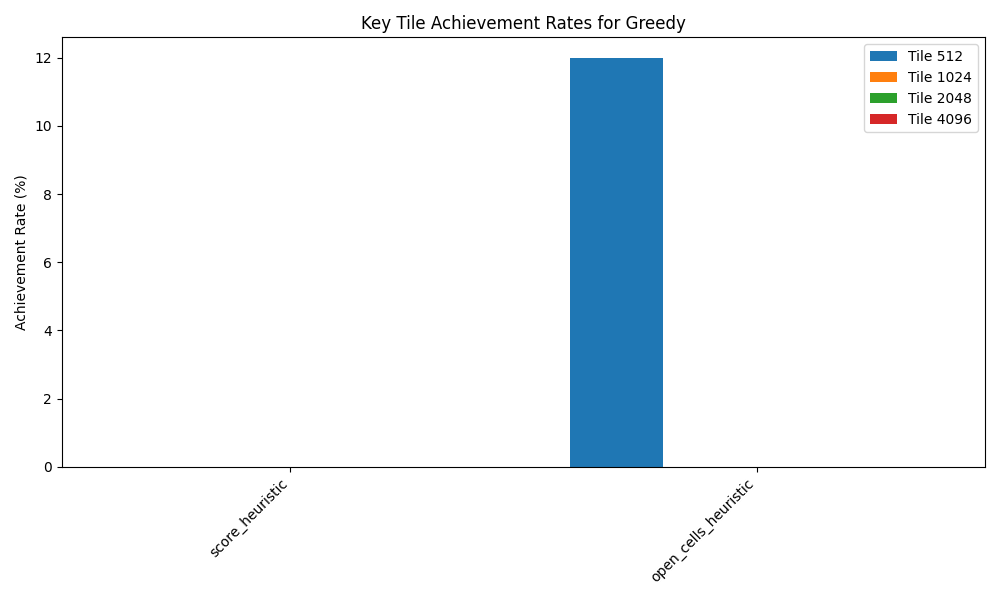 Key Tile Achievement Rates for Greedy
Achievement Rate (%)
12
10
8
6
4
2
0
Tile 512
Tile 1024
Tile 2048
Tile 4096
score_heuristic
open_cells_heuristic